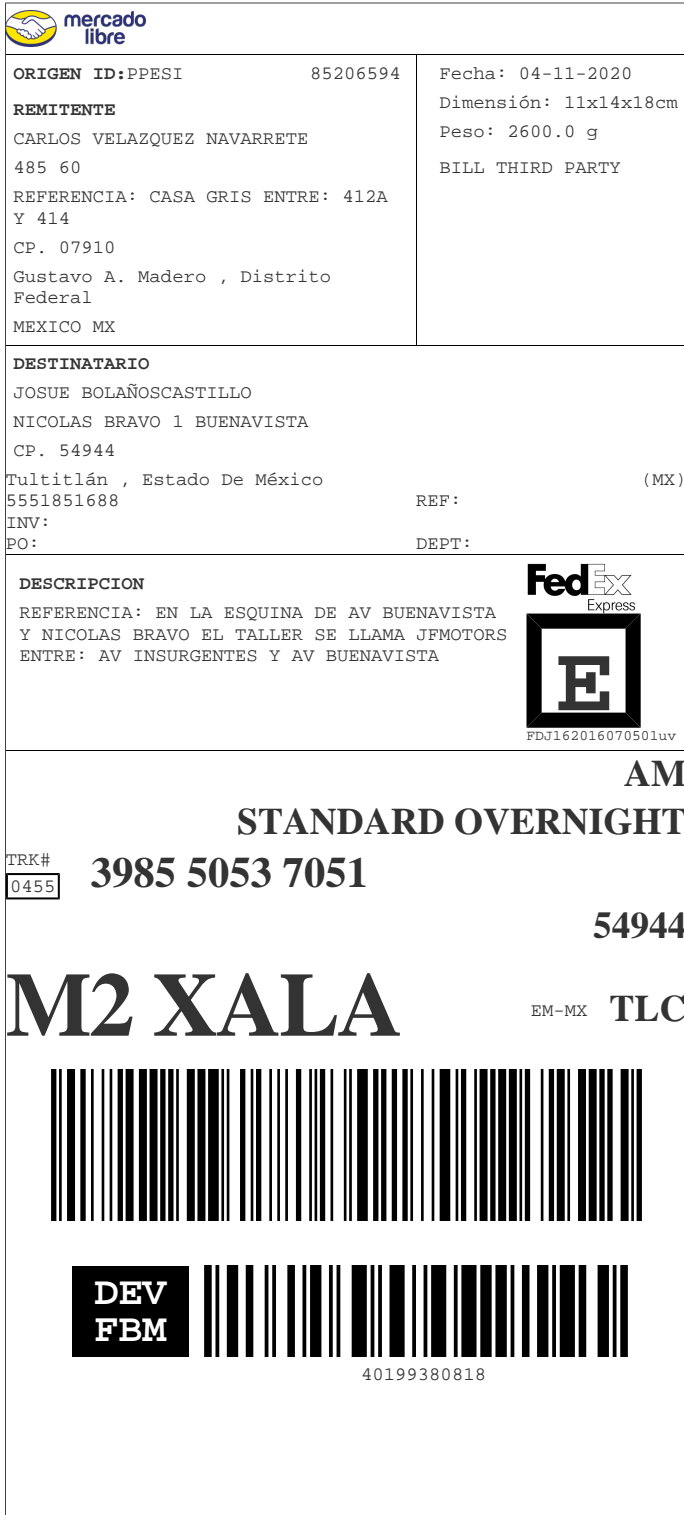 mercado
libre
ORIGEN ID:PPESI 85206594
REMITENTE
CARLOS VELAZQUEZ NAVARRETE
485 60
REFERENCIA: CASA GRIS ENTRE: 412A
Y 414
CP. 07910
Gustavo A. Madero , Distrito
Federal
MEXICO MX
Fecha: 04-11-2020
Dimensión: 11x14x18cm
Peso: 2600.0 g
BILL THIRD PARTY
DESTINATARIO
JOSUE BOLAÑOSCASTILLO
NICOLAS BRAVO 1 BUENAVISTA
CP. 54944
Tultitlán , Estado De México (MX)
5551851688 REF:
INV:
PO: DEPT:
DESCRIPCION
REFERENCIA: EN LA ESQUINA DE AV BUENAVISTA
Y NICOLAS BRAVO EL TALLER SE LLAMA JFMOTORS
ENTRE: AV INSURGENTES Y AV BUENAVISTA
FedEx
Express
E
FDJ162016070501uv
AM
STANDARD OVERNIGHT
TRK#
0455 3985 5053 7051
54944
M2 XALA EM-MX TLC
DEV
FBM
40199380818